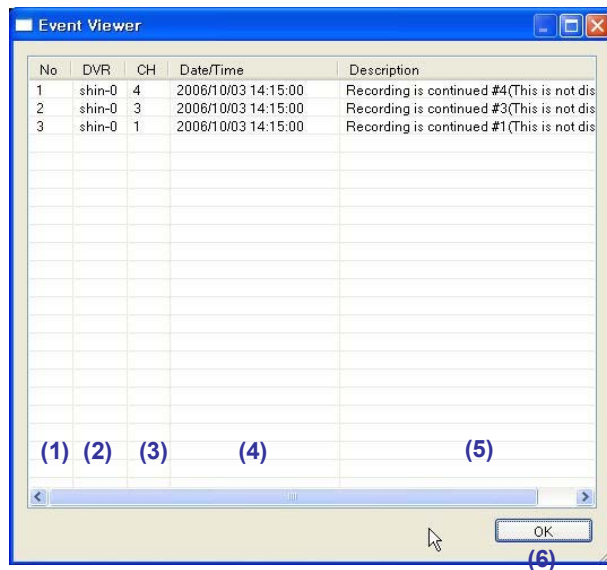 Event Viewer
No DVR CH Date/Time Description
1 shin-0 4 2006/10/03 14:15:00 Recording is continued #4(This is not dis
2 shin-0 3 2006/10/03 14:15:00 Recording is continued #3(This is not dis
3 shin-0 1 2006/10/03 14:15:00 Recording is continued #1(This is not dis
(1) (2) (3) (4) (5)
OK
(6)